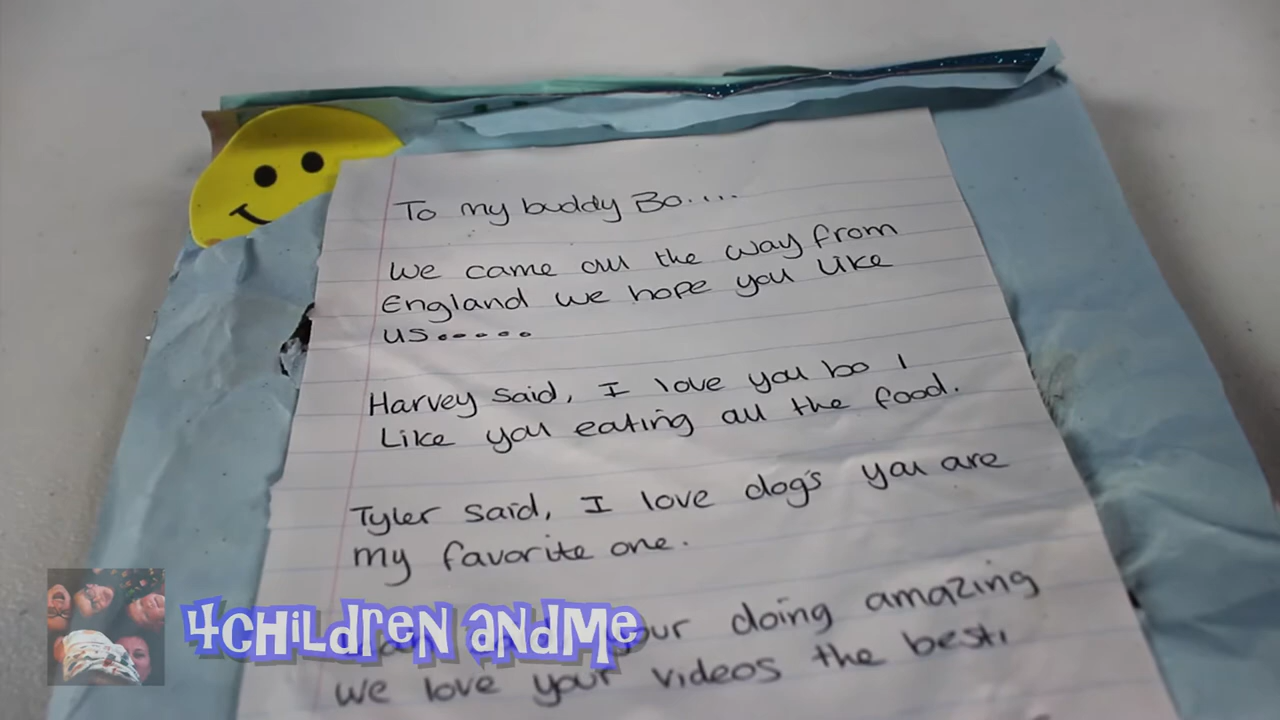 To my buddy Bo....
We came all the way from
England we hope you like
us.....
Harvey said, I love you bo I
Like you eating all the food.
Tyler said, I love dog's you are
my favorite one.
your doing amazing
we love your videos the best.
4CHILDREN ANDME